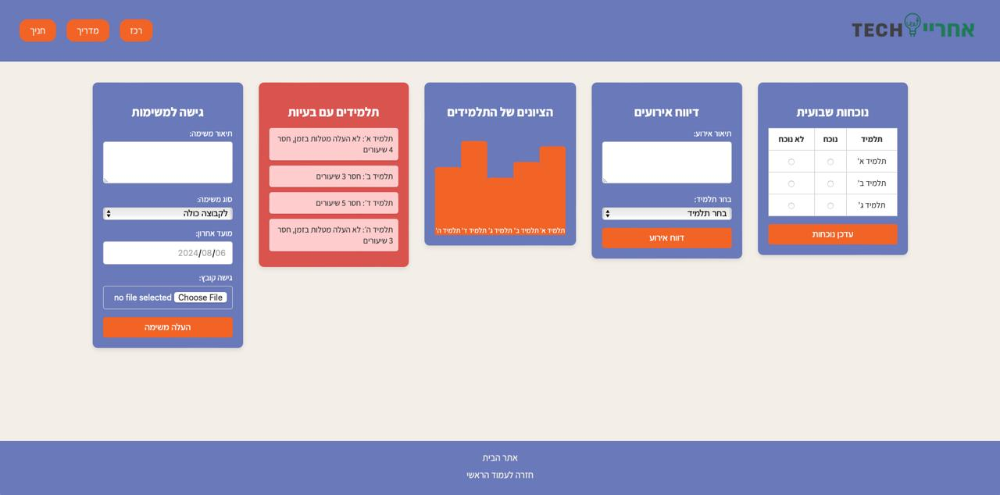 אחריי TECH
רכז
מדריך
חניך
נוכחות שבועית
תלמיד נוכח לא נוכח
תלמיד א'
תלמיד ב'
תלמיד ג'
עדכן נוכחות
דיווח אירועים
תיאור אירוע:
בחר תלמיד:
בחר תלמיד
דווח אירוע
הציונים של התלמידים
תלמיד א' תלמיד ב' תלמיד ג' תלמיד ד' תלמיד ה'
תלמידים עם בעיות
תלמיד א': לא העלה מטלות בזמן, חסר
4 שיעורים
תלמיד ב': חסר 3 שיעורים
תלמיד ד': חסר 5 שיעורים
תלמיד ה': לא העלה מטלות בזמן, חסר
3 שיעורים
גישה למשימות
תיאור משימה:
סוג משימה:
לקבוצה כולה
מועד אחרון:
2024/08/06
גישה קובץ:
Choose File no file selected
העלה משימה
אתר הבית
חזרה לעמוד הראשי